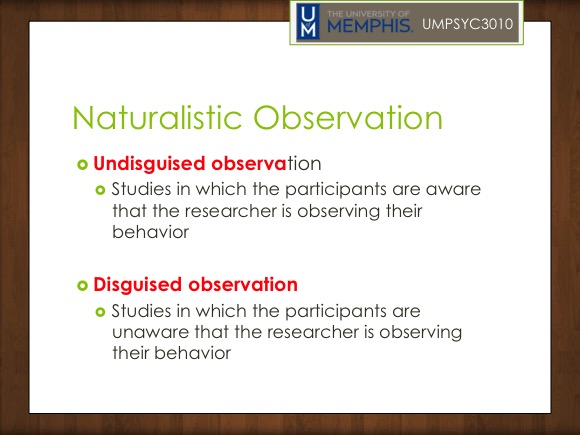 UM THE UNIVERSITY OF
MEMPHIS. UMPSYC3010
Naturalistic Observation
Undisguised observation
Studies in which the participants are aware
that the researcher is observing their
behavior
Disguised observation
Studies in which the participants are
unaware that the researcher is observing
their behavior